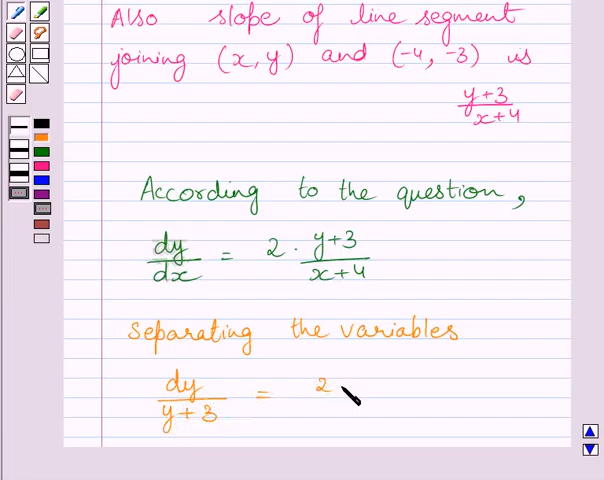 Also slope of line segment
joining (x, y) and (-4, -3) is
y+3
x+4
According to the question,
dy/dx = 2 · y+3/x+4
Separating the variables
dy/y+3 = 2